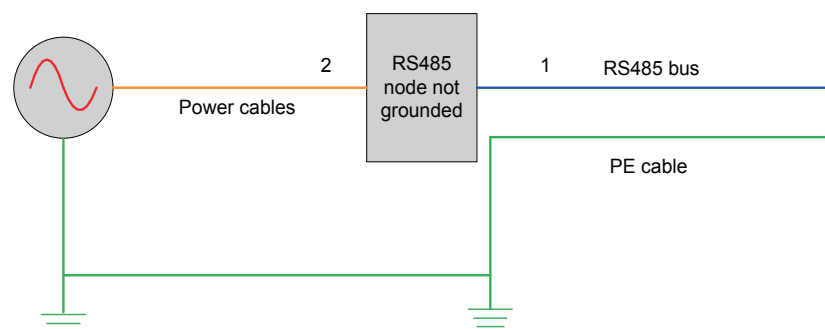 2
RS485
node not
grounded
1
RS485 bus
Power cables
PE cable